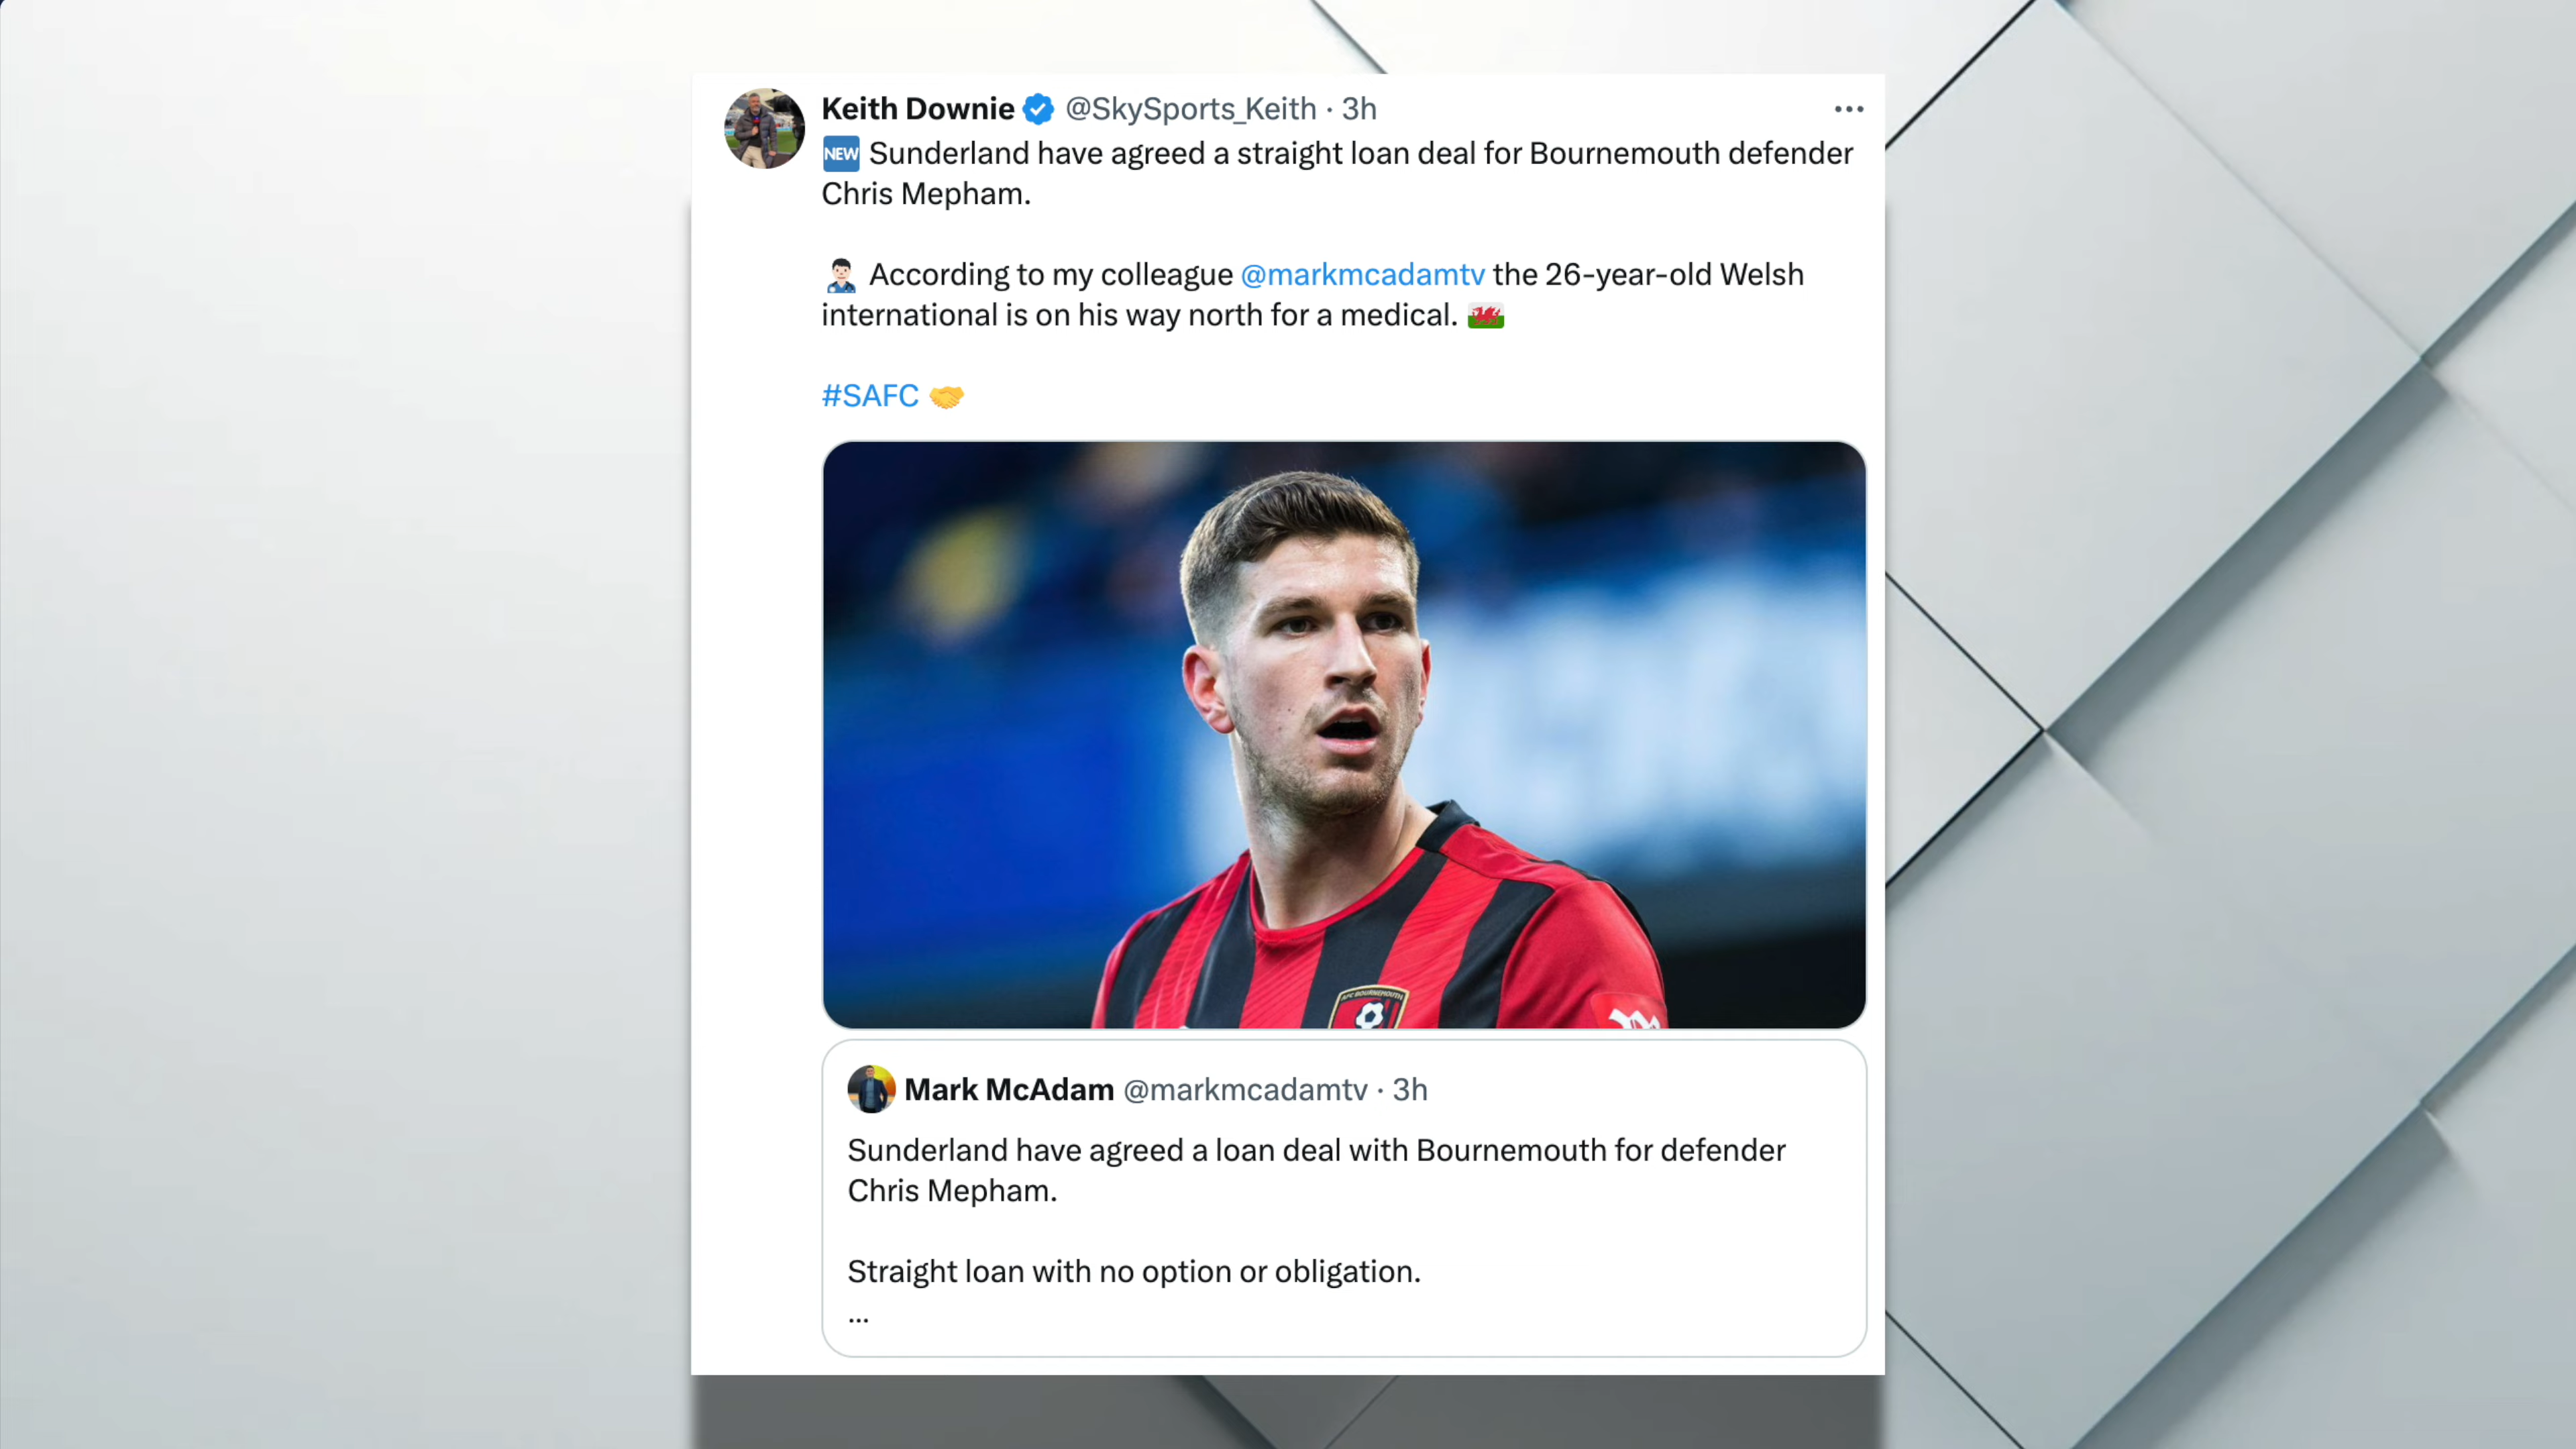 Keith Downie @SkySports_Keith · 3h
NEW Sunderland have agreed a straight loan deal for Bournemouth defender
Chris Mepham.
According to my colleague @markmcadamtv the 26-year-old Welsh
international is on his way north for a medical.
#SAFC
AFC BOURNEMOUTH
Mark McAdam @markmcadamtv · 3h
Sunderland have agreed a loan deal with Bournemouth for defender
Chris Mepham.
Straight loan with no option or obligation.
...